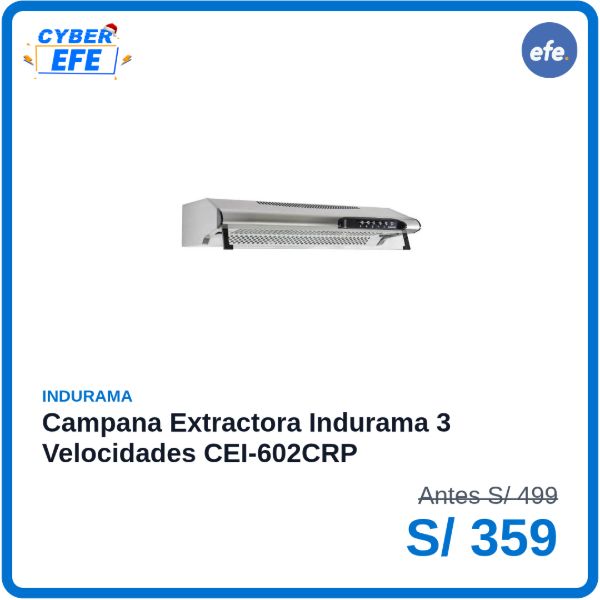 CYBER
EFE
efe.
INDURAMA
Campana Extractora Indurama 3
Velocidades CEI-602CRP
Antes S/ 499
S/ 359